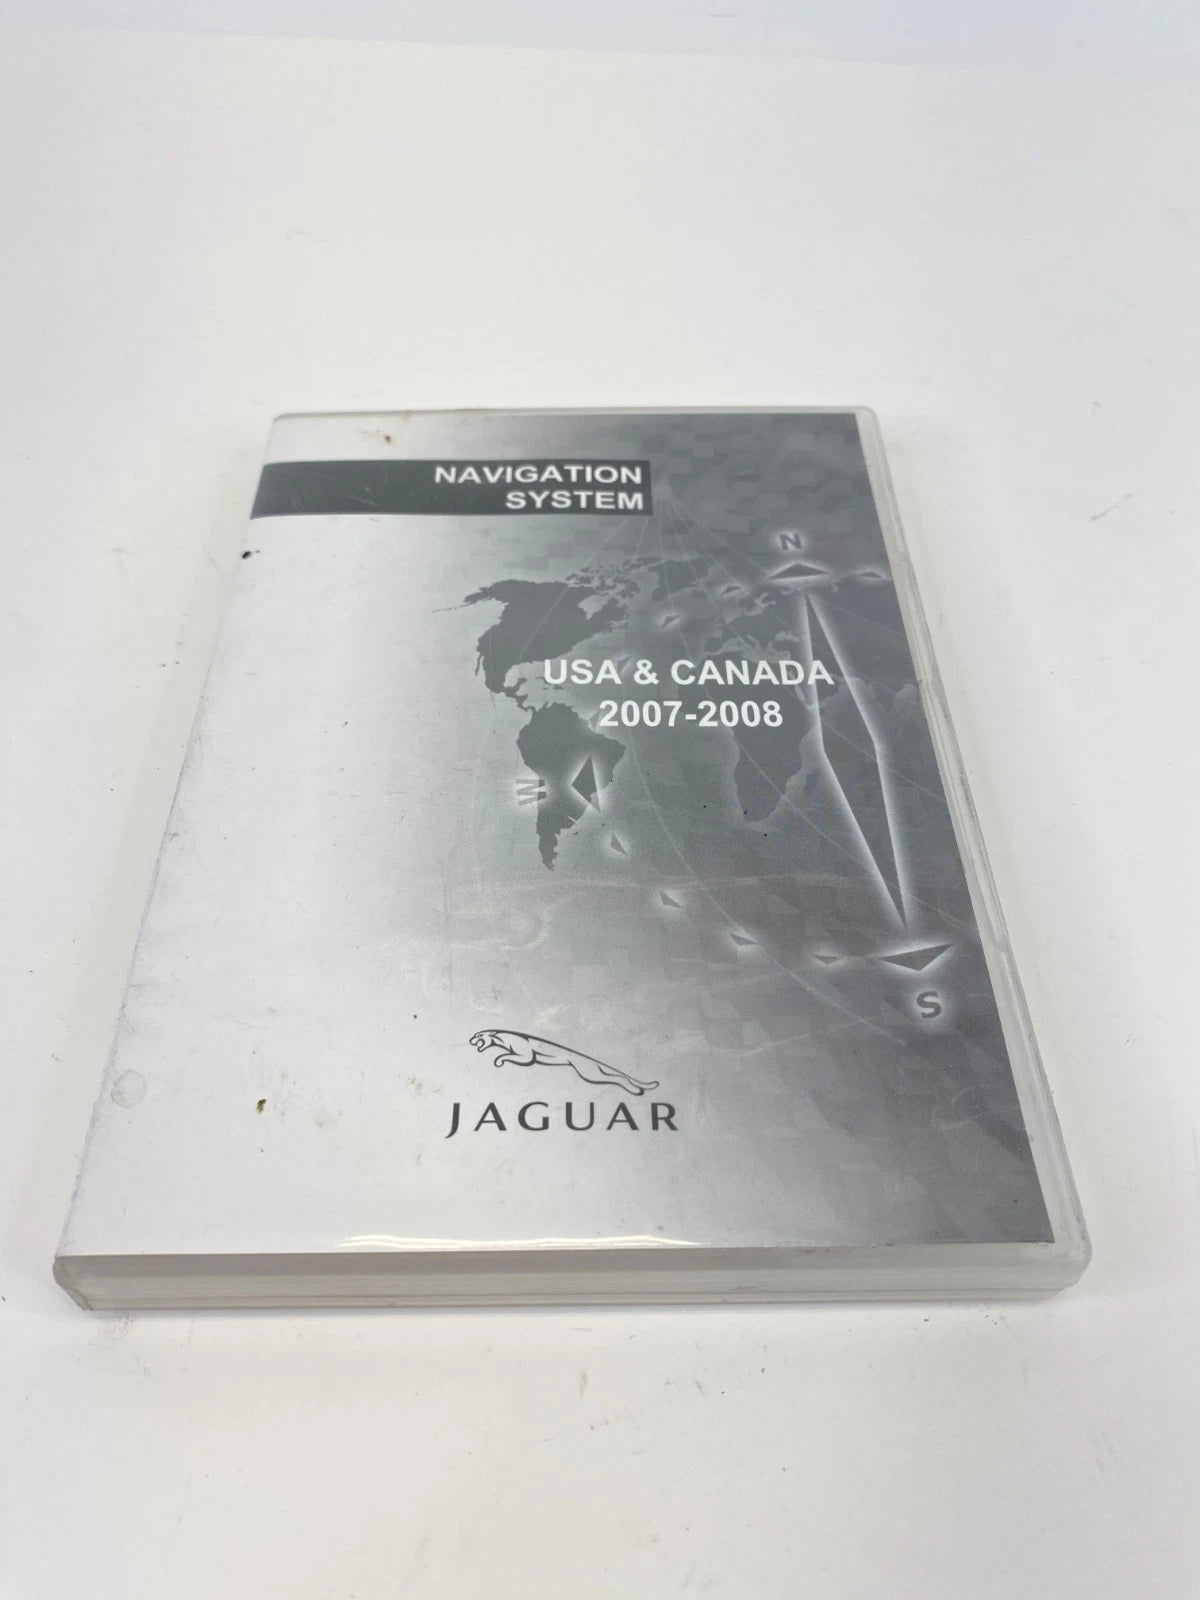 NAVIGATION
SYSTEM
N
USA & CANADA
2007-2008
W
S
JAGUAR